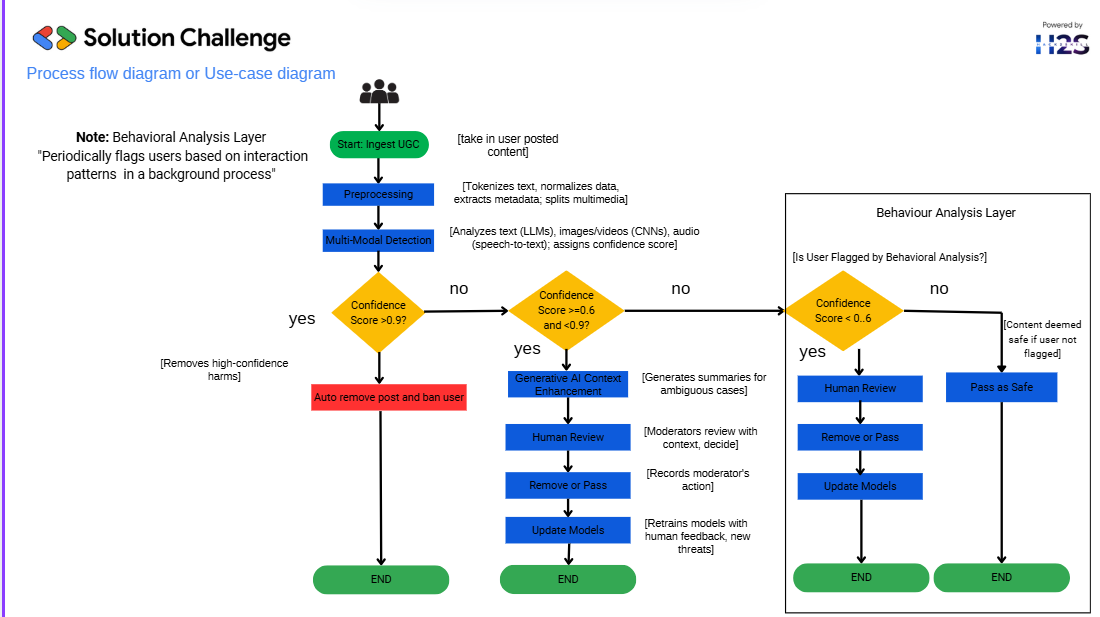 Solution Challenge
Powered by
H2S
Process flow diagram or Use-case diagram
Note: Behavioral Analysis Layer
"Periodically flags users based on interaction
patterns in a background process"
Start: Ingest UGC
[take in user posted
content]
Preprocessing
[Tokenizes text, normalizes data,
extracts metadata; splits multimedia]
Multi-Modal Detection
[Analyzes text (LLMs), images/videos (CNNs), audio
(speech-to-text); assigns confidence score]
Behaviour Analysis Layer
[Is User Flagged by Behavioral Analysis?]
Confidence
Score >0.9?
yes
no
Confidence
Score >=0.6
and <0.9?
no
yes
Confidence
Score < 0..6
no
yes
[Content deemed
safe if user not
flagged]
[Removes high-confidence
harms]
Auto remove post and ban user
END
Generative AI Context
Enhancement
[Generates summaries for
ambiguous cases]
Human Review
[Moderators review with
context, decide]
Remove or Pass
[Records moderator's
action]
Update Models
[Retrains models with
human feedback, new
threats]
END
Human Review
Remove or Pass
Update Models
END
Pass as Safe
END